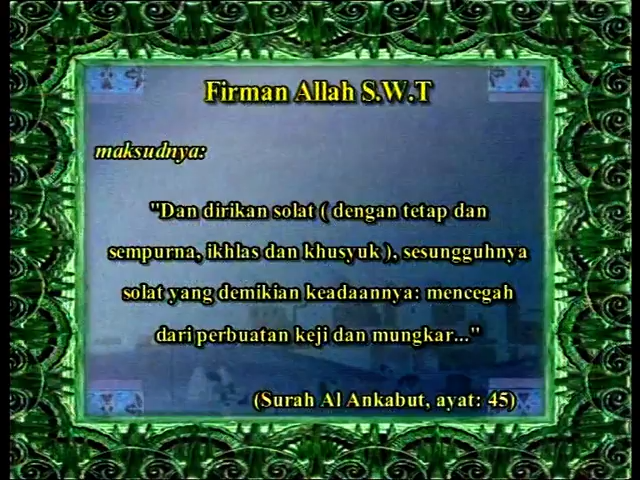 Firman Allah S.W.T
maksudnya:
"Dan dirikan solat ( dengan tetap dan
sempurna, ikhlas dan khusyuk ), sesungguhnya
solat yang demikian keadaannya: mencegah
dari perbuatan keji dan mungkar..."
(Surah Al Ankabut, ayat: 45)